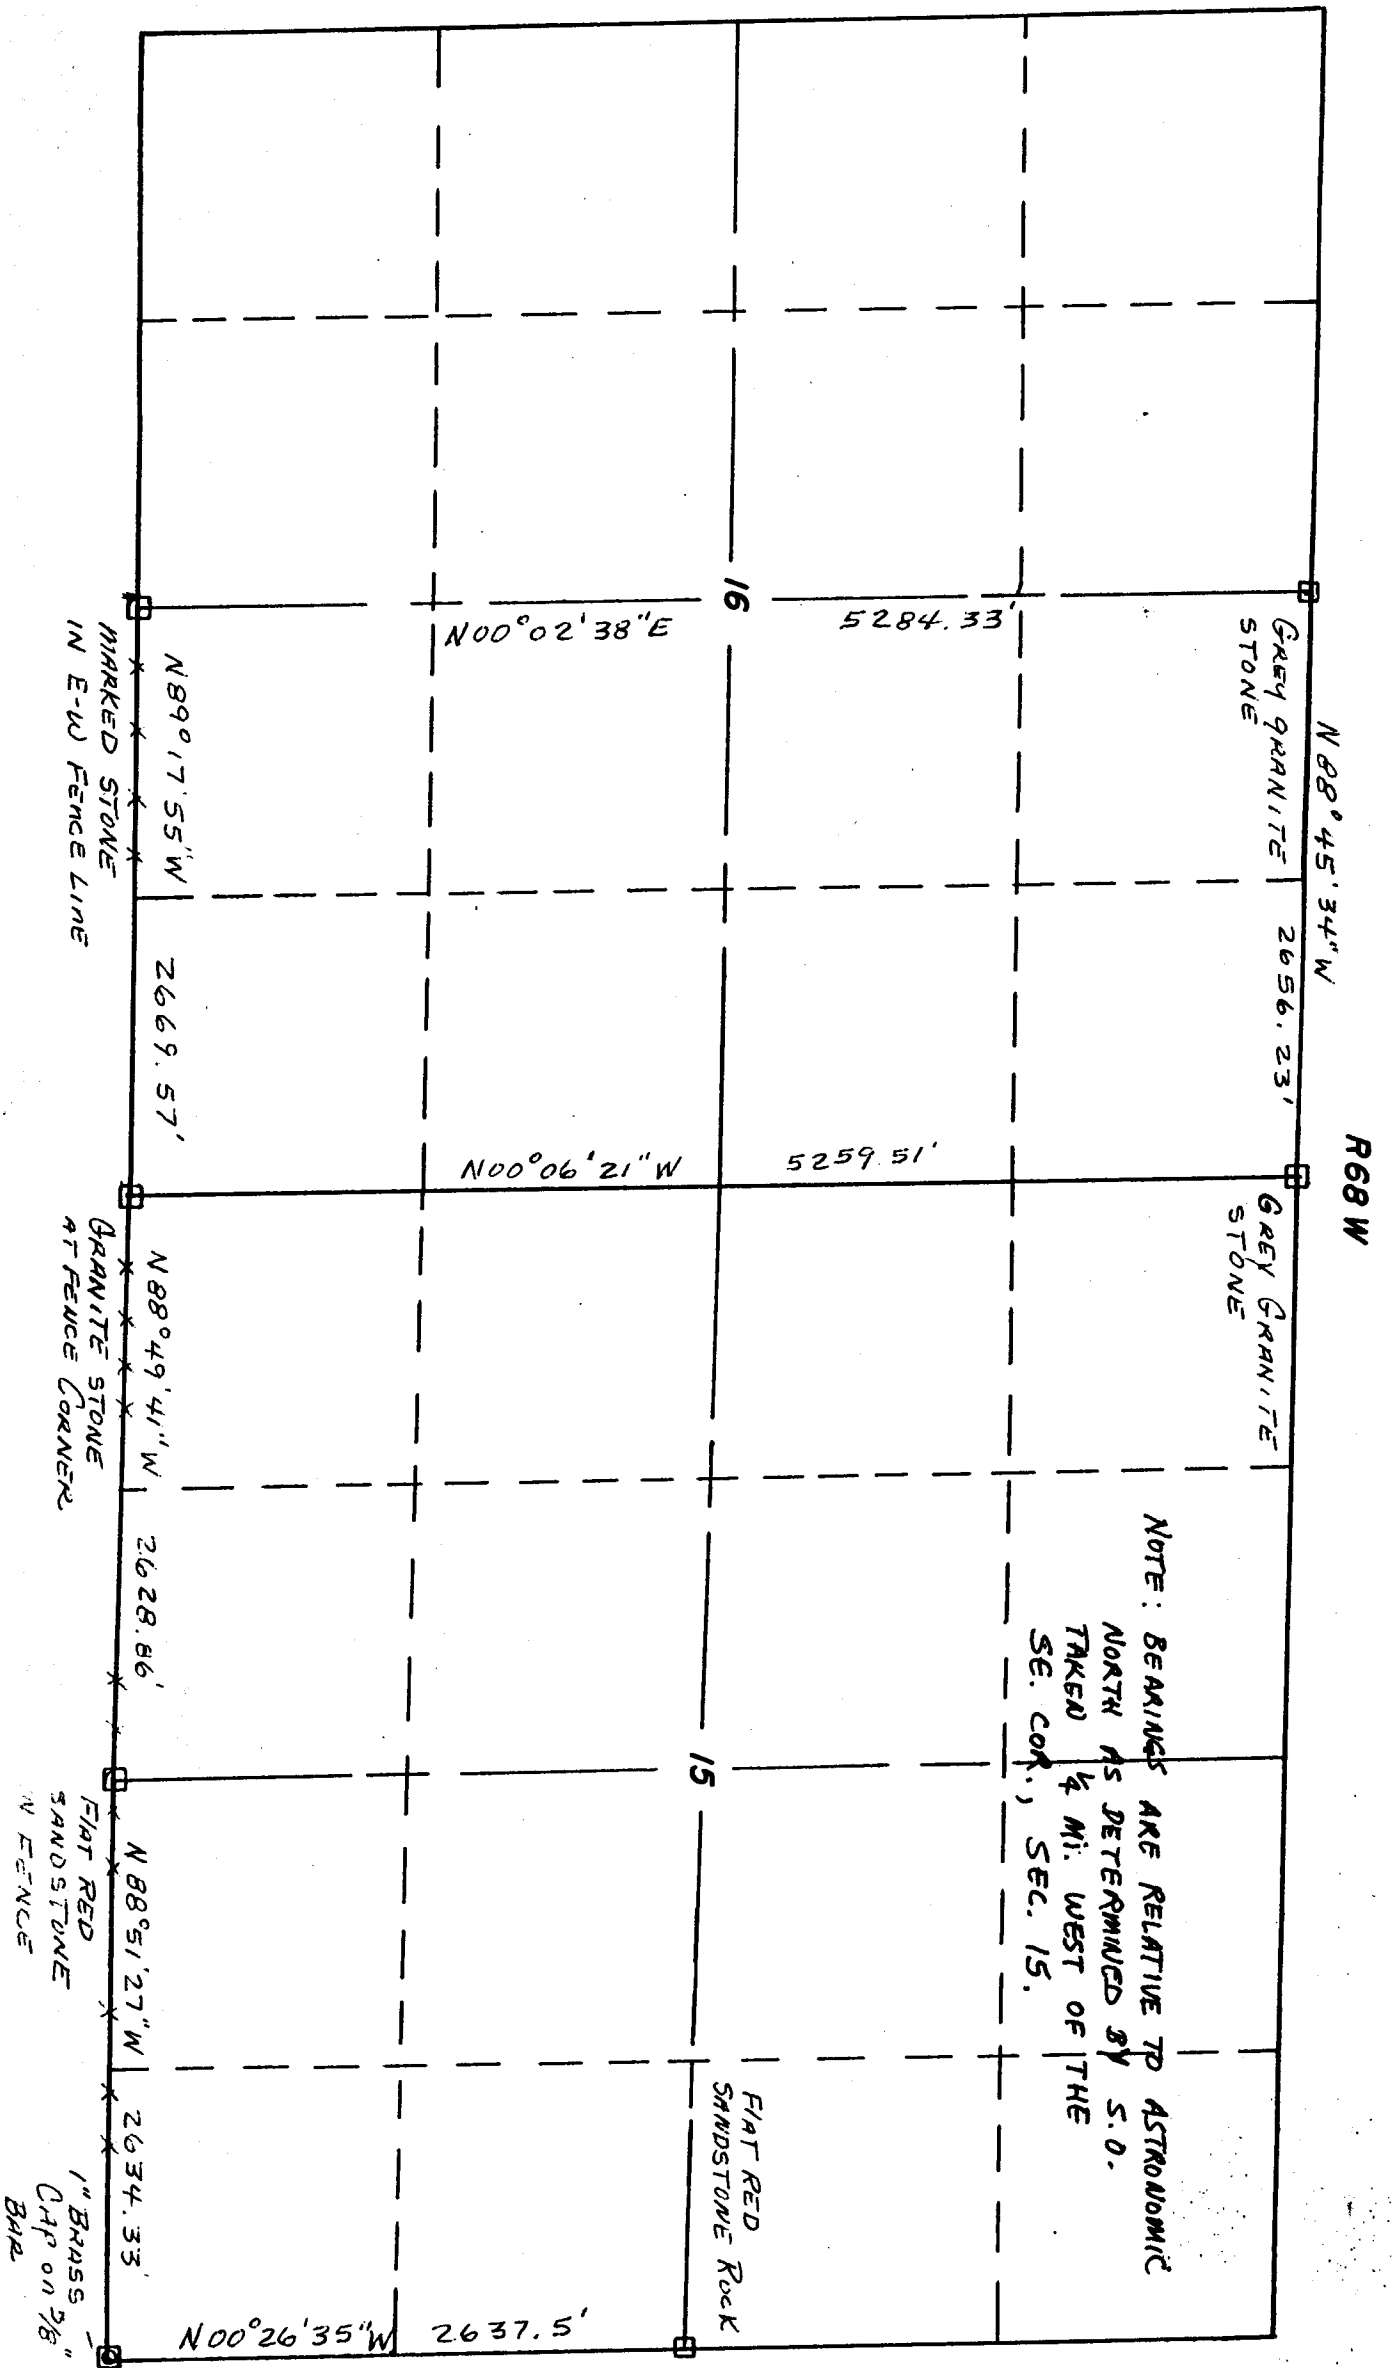 R68W
N 88°45'34" W
2656.23'
GREY GRANITE
STONE
GREY GRANITE
STONE
16
N00°02'38"E
5284.33'
N00°06'21"W
5259.51'
15
NOTE: BEARINGS ARE RELATIVE TO ASTRONOMIC
NORTH AS DETERMINED BY S.O.
TAKEN ¼ MI. WEST OF THE
SE. COR., SEC. 15.
FLAT RED
SANDSTONE ROCK
N89°17'55"W
2669.57'
MARKED STONE
IN E-W FENCE LINE
N88°49'41"W
2628.86'
GRANITE STONE
AT FENCE CORNER
N88°51'27"W
2634.33'
FLAT RED
SANDSTONE
N FENCE
N00°26'35"W
2637.5'
1" BRASS
CAP on
BAR